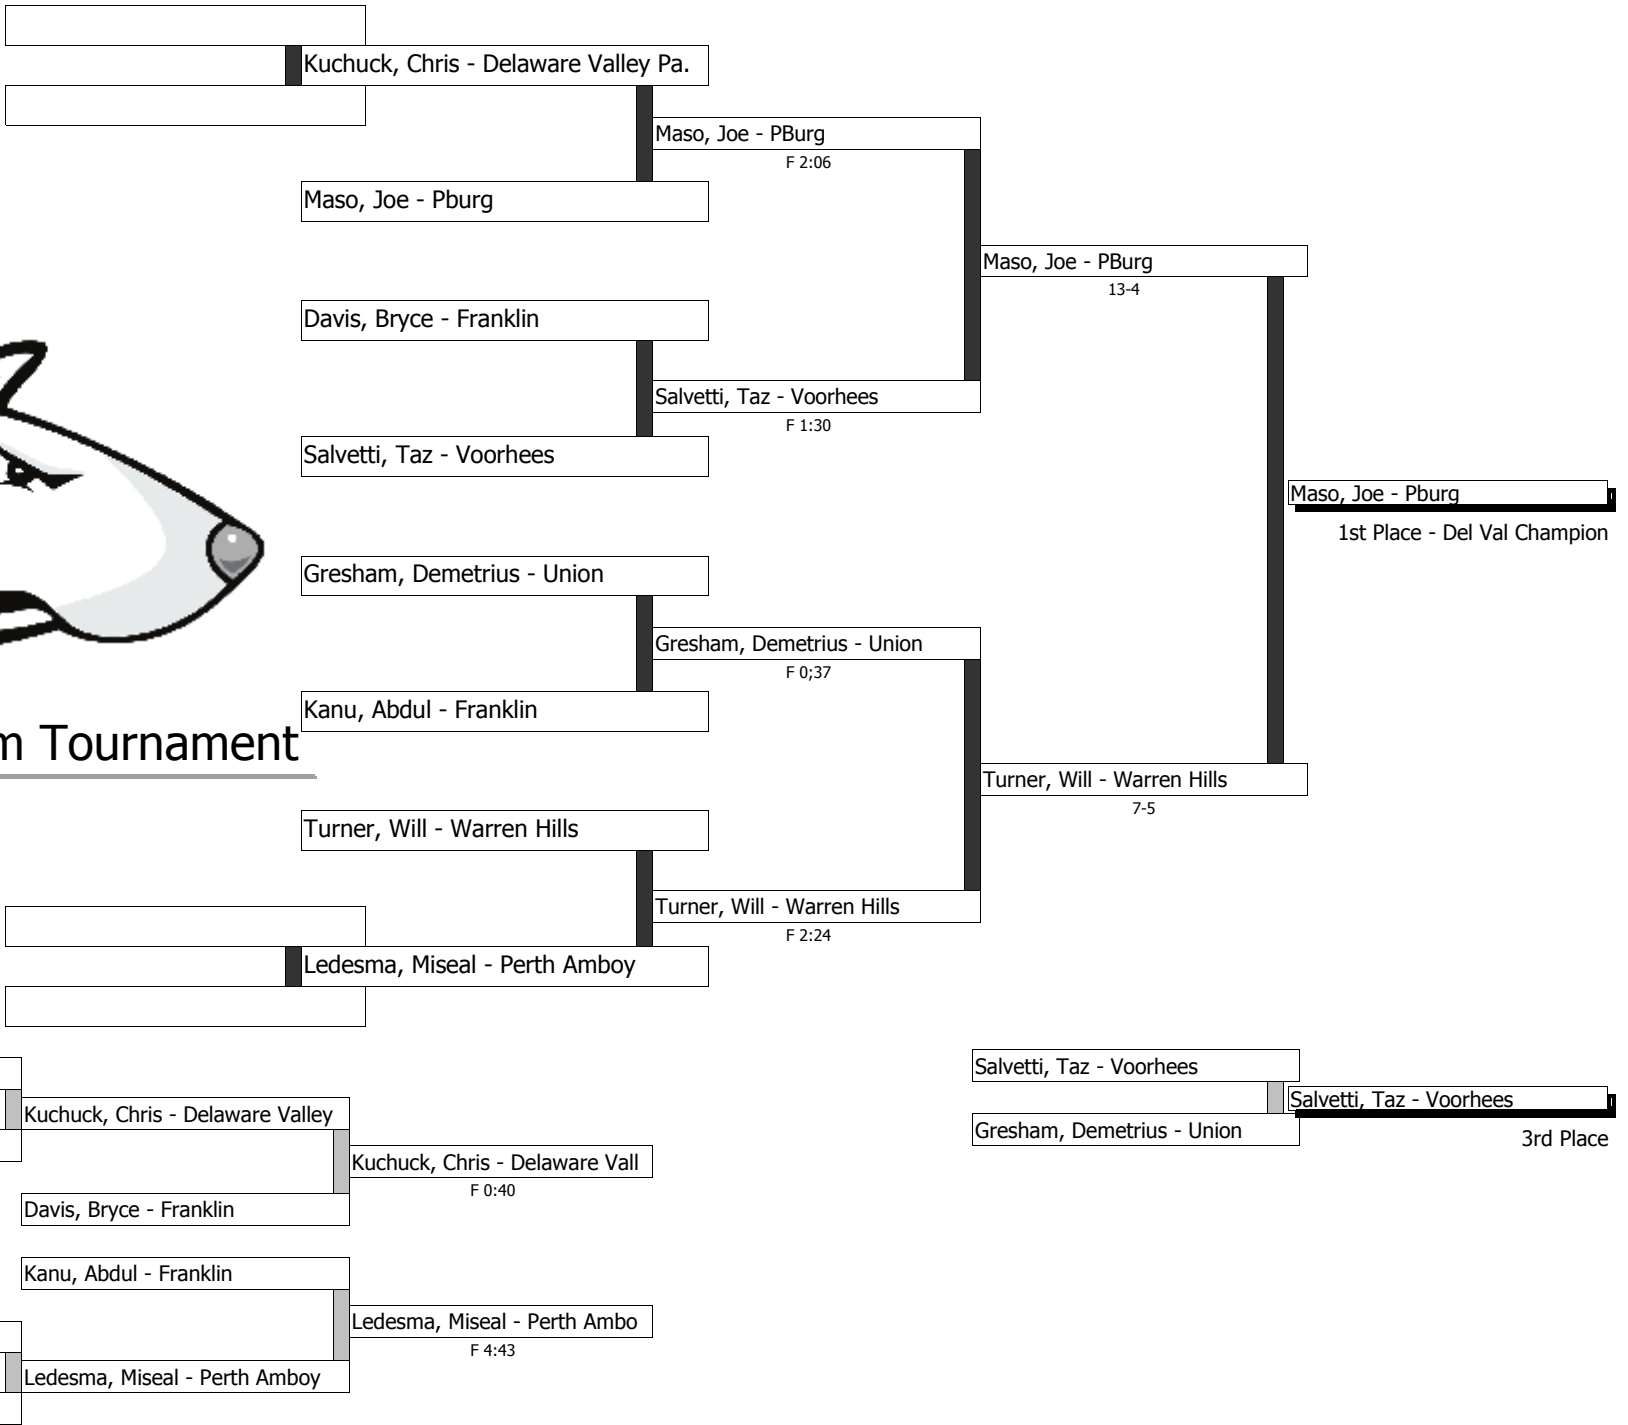 Kuchuck, Chris - Delaware Valley Pa.
Maso, Joe - PBurg
F 2:06
Maso, Joe - Pburg
Maso, Joe - PBurg
13-4
Davis, Bryce - Franklin
Salvetti, Taz - Voorhees
F 1:30
Salvetti, Taz - Voorhees
Maso, Joe - Pburg
1st Place - Del Val Champion
Gresham, Demetrius - Union
Gresham, Demetrius - Union
F 0;37
Kanu, Abdul - Franklin
m Tournament
Turner, Will - Warren Hills
7-5
Turner, Will - Warren Hills
Turner, Will - Warren Hills
F 2:24
Ledesma, Miseal - Perth Amboy
Salvetti, Taz - Voorhees
Salvetti, Taz - Voorhees
Gresham, Demetrius - Union
3rd Place
Kuchuck, Chris - Delaware Valley
Kuchuck, Chris - Delaware Vall
F 0:40
Davis, Bryce - Franklin
Kanu, Abdul - Franklin
Ledesma, Miseal - Perth Ambo
F 4:43
Ledesma, Miseal - Perth Amboy